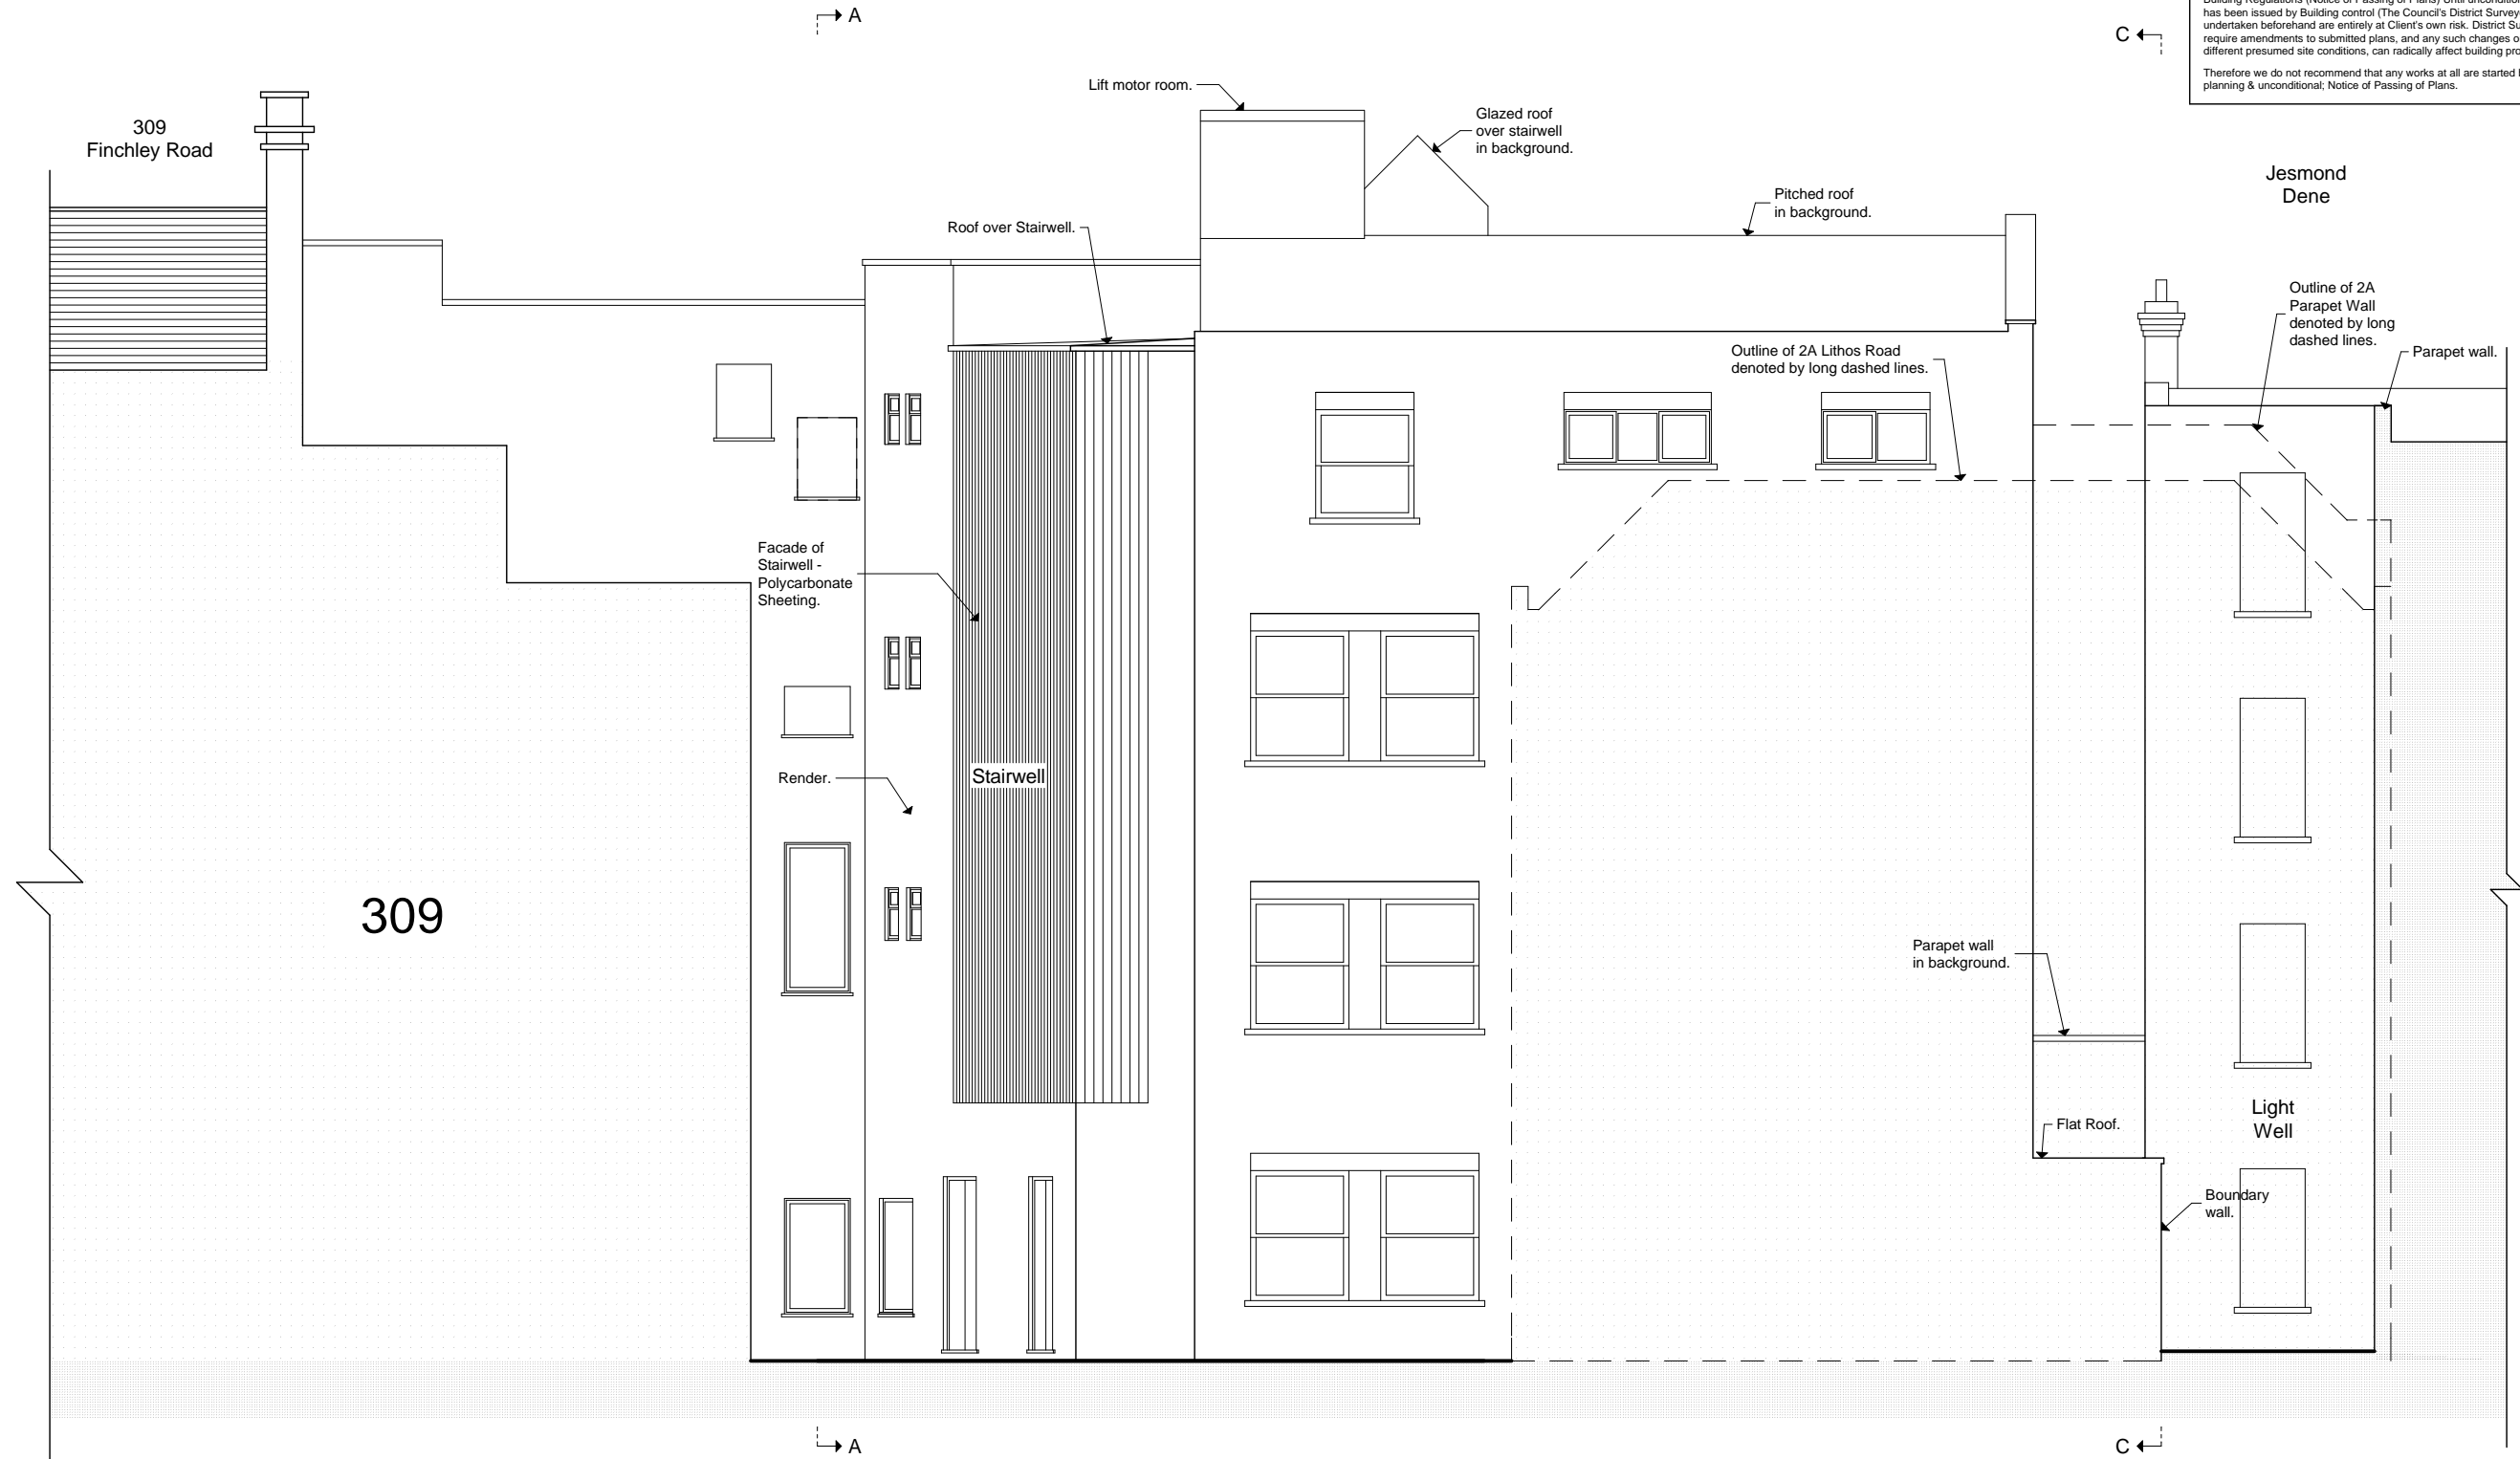 A
C
Building Regulations (Notice of Passing of Plans) Until
has been issued by Building control (The Council's District
undertaken beforehand are entirely at Client's own risk. District
require amendments to submitted plans, and any such changes
different presumed site conditions, can radically affect building
Therefore we do not recommend that any works at all are started
planning & unconditional; Notice of Passing of Plans.
309
Finchley Road
Lift motor room.
Glazed roof
over stairwell
in background.
Jesmond
Dene
Pitched roof
in background.
Roof over Stairwell.
Outline of 2A
Parapet Wall
denoted by long
dashed lines.
Outline of 2A Lithos Road
denoted by long dashed lines.
Parapet wall.
Facade of
Stairwell -
Polycarbonate
Sheeting.
Render.
Stairwell
309
Parapet wall
in background.
Light
Well
Flat Roof.
Boundary
wall.
A
C